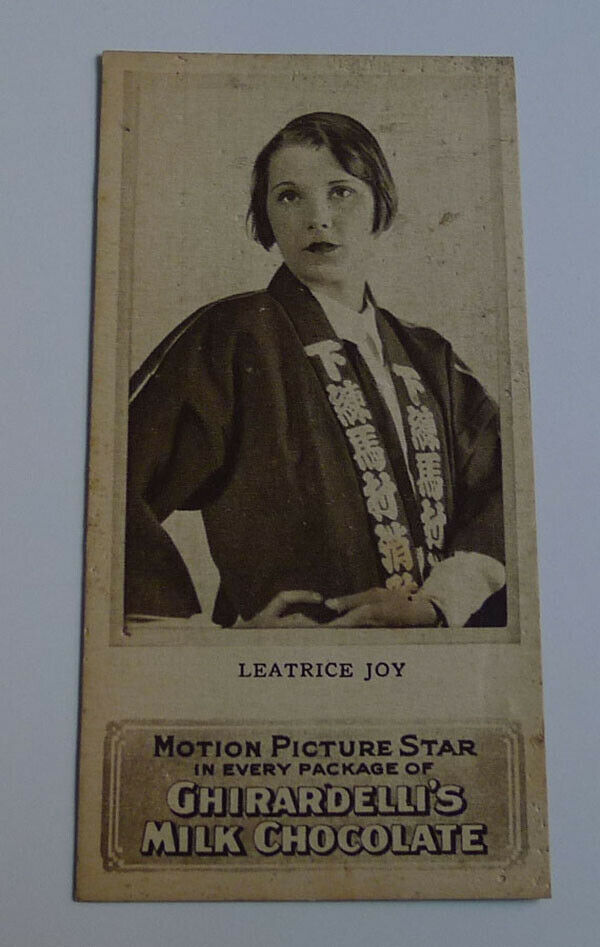 下練馬村消
下練馬村
LEATRICE JOY
MOTION PICTURE STAR
IN EVERY PACKAGE OF
GHIRARDELLI'S
MILK CHOCOLATE